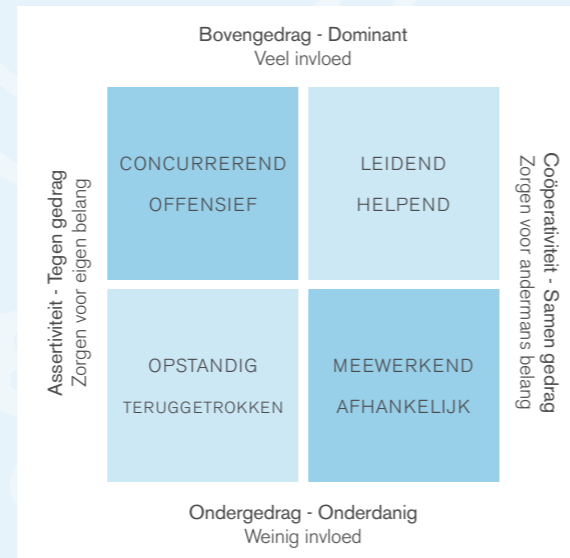 Bovengedrag - Dominant
Veel invloed
Assertiviteit - Tegen gedrag
Zorgen voor eigen belang
CONCURREREND
OFFENSIEF
LEIDEND
HELPEND
OPSTANDIG
TERUGGETROKKEN
MEEWERKEND
AFHANKELIJK
Coöperativiteit - Samen gedrag
Zorgen voor andermans belang
Ondergedrag - Onderdanig
Weinig invloed